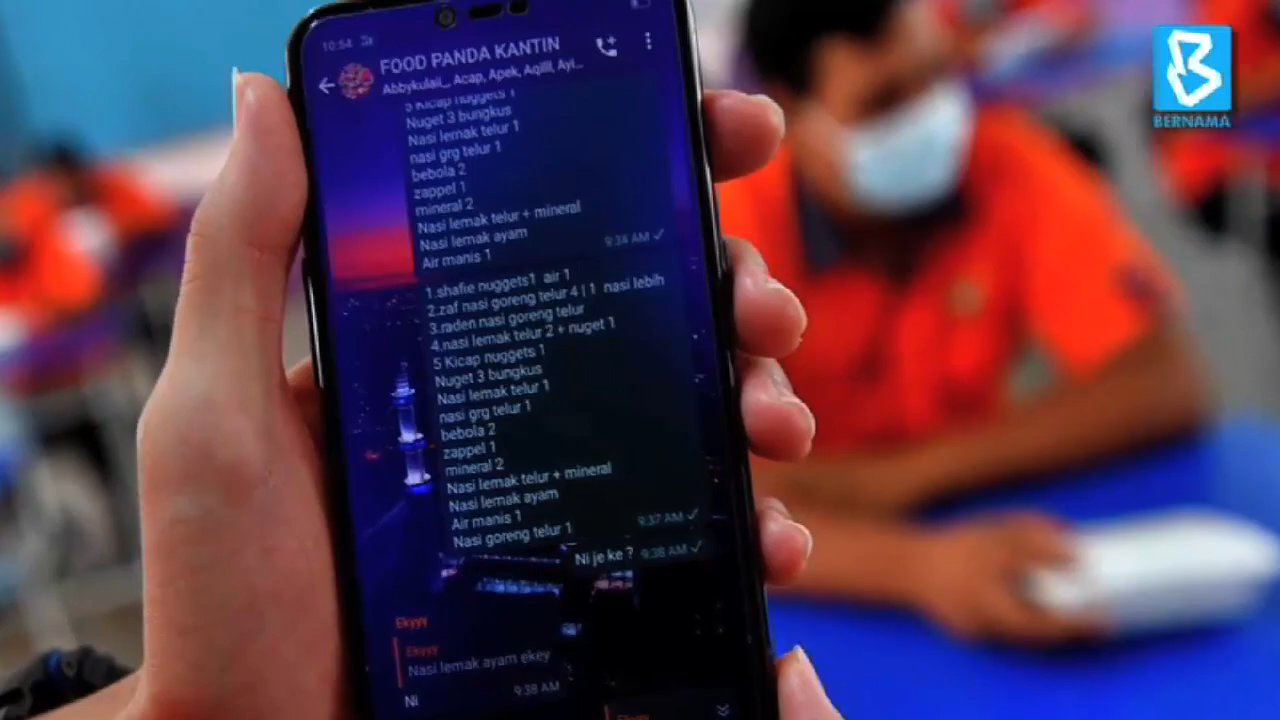 10:54
FOOD PANDA KANTIN
Abbykulail,, Acap, Apek, Aqilll, Ayi...
5 Kicap nuggets 1
Nuget 3 bungkus
Nasi lemak telur 1
nasi grg telur 1
bebola 2
zappel 1
mineral 2
Nasi lemak telur + mineral
Nasi lemak ayam
Air manis 1
9:34 AM
1.shafie nuggets1 air 1
2.zaf nasi goreng telur 4 | 1 nasi lebih
3.raden nasi goreng telur
4.nasi lemak telur 2 + nuget 1
5 Kicap nuggets 1
Nuget 3 bungkus
Nasi lemak telur 1
nasi grg telur 1
bebola 2
zappel 1
mineral 2
Nasi lemak telur + mineral
Nasi lemak ayam
Air manis 1
Nasi goreng telur 1
9:37 AM
Ni je ke ? 9:38 AM
Ekyyy
Ekyyy
Nasi lemak ayam ekey
Ni
9:38 AM
Ekyyy
BERNAMA